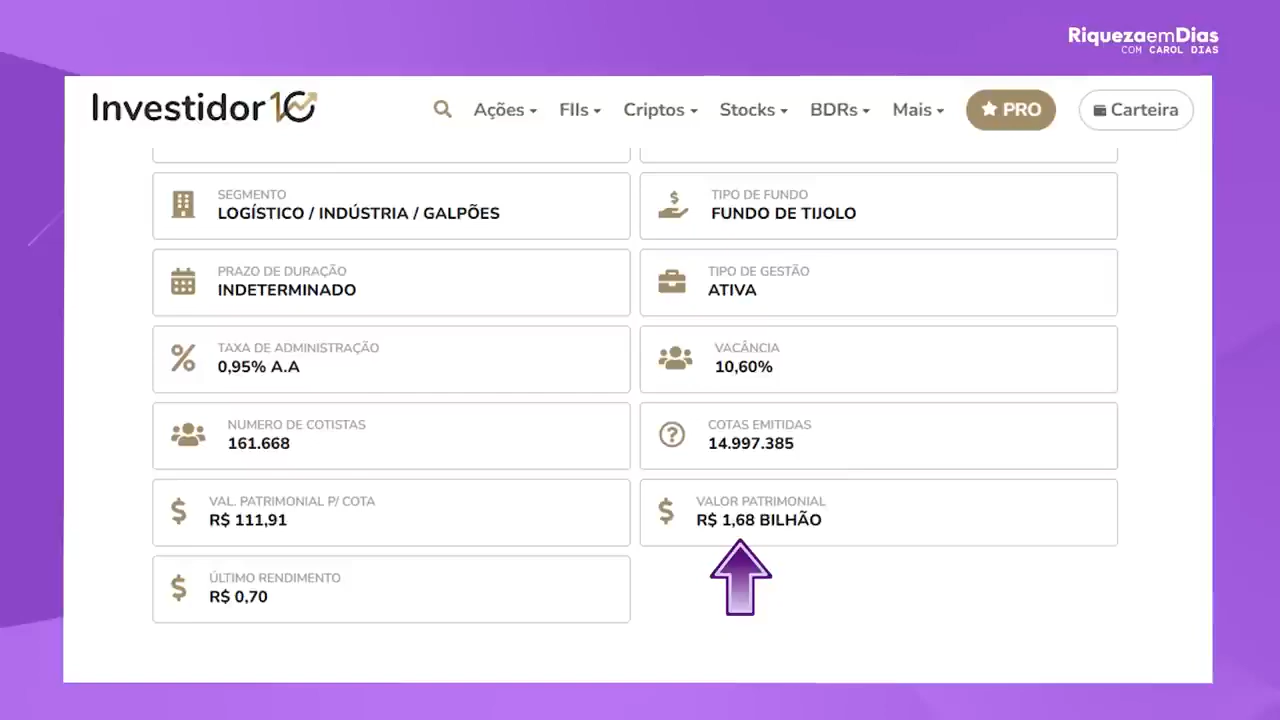 RiquezaemDias
COM CAROL DIAS
Investidor10
Ações
FIIs
Criptos
Stocks
BDRs
Mais
PRO
Carteira
SEGMENTO
LOGÍSTICO / INDÚSTRIA / GALPÕES
TIPO DE FUNDO
FUNDO DE TIJOLO
PRAZO DE DURAÇÃO
INDETERMINADO
TIPO DE GESTÃO
ATIVA
TAXA DE ADMINISTRAÇÃO
0,95% A.A
VACÂNCIA
10,60%
NUMERO DE COTISTAS
161.668
COTAS EMITIDAS
14.997.385
VAL. PATRIMONIAL P/ COTA
R$ 111,91
VALOR PATRIMONIAL
R$ 1,68 BILHÃO
ÚLTIMO RENDIMENTO
R$ 0,70